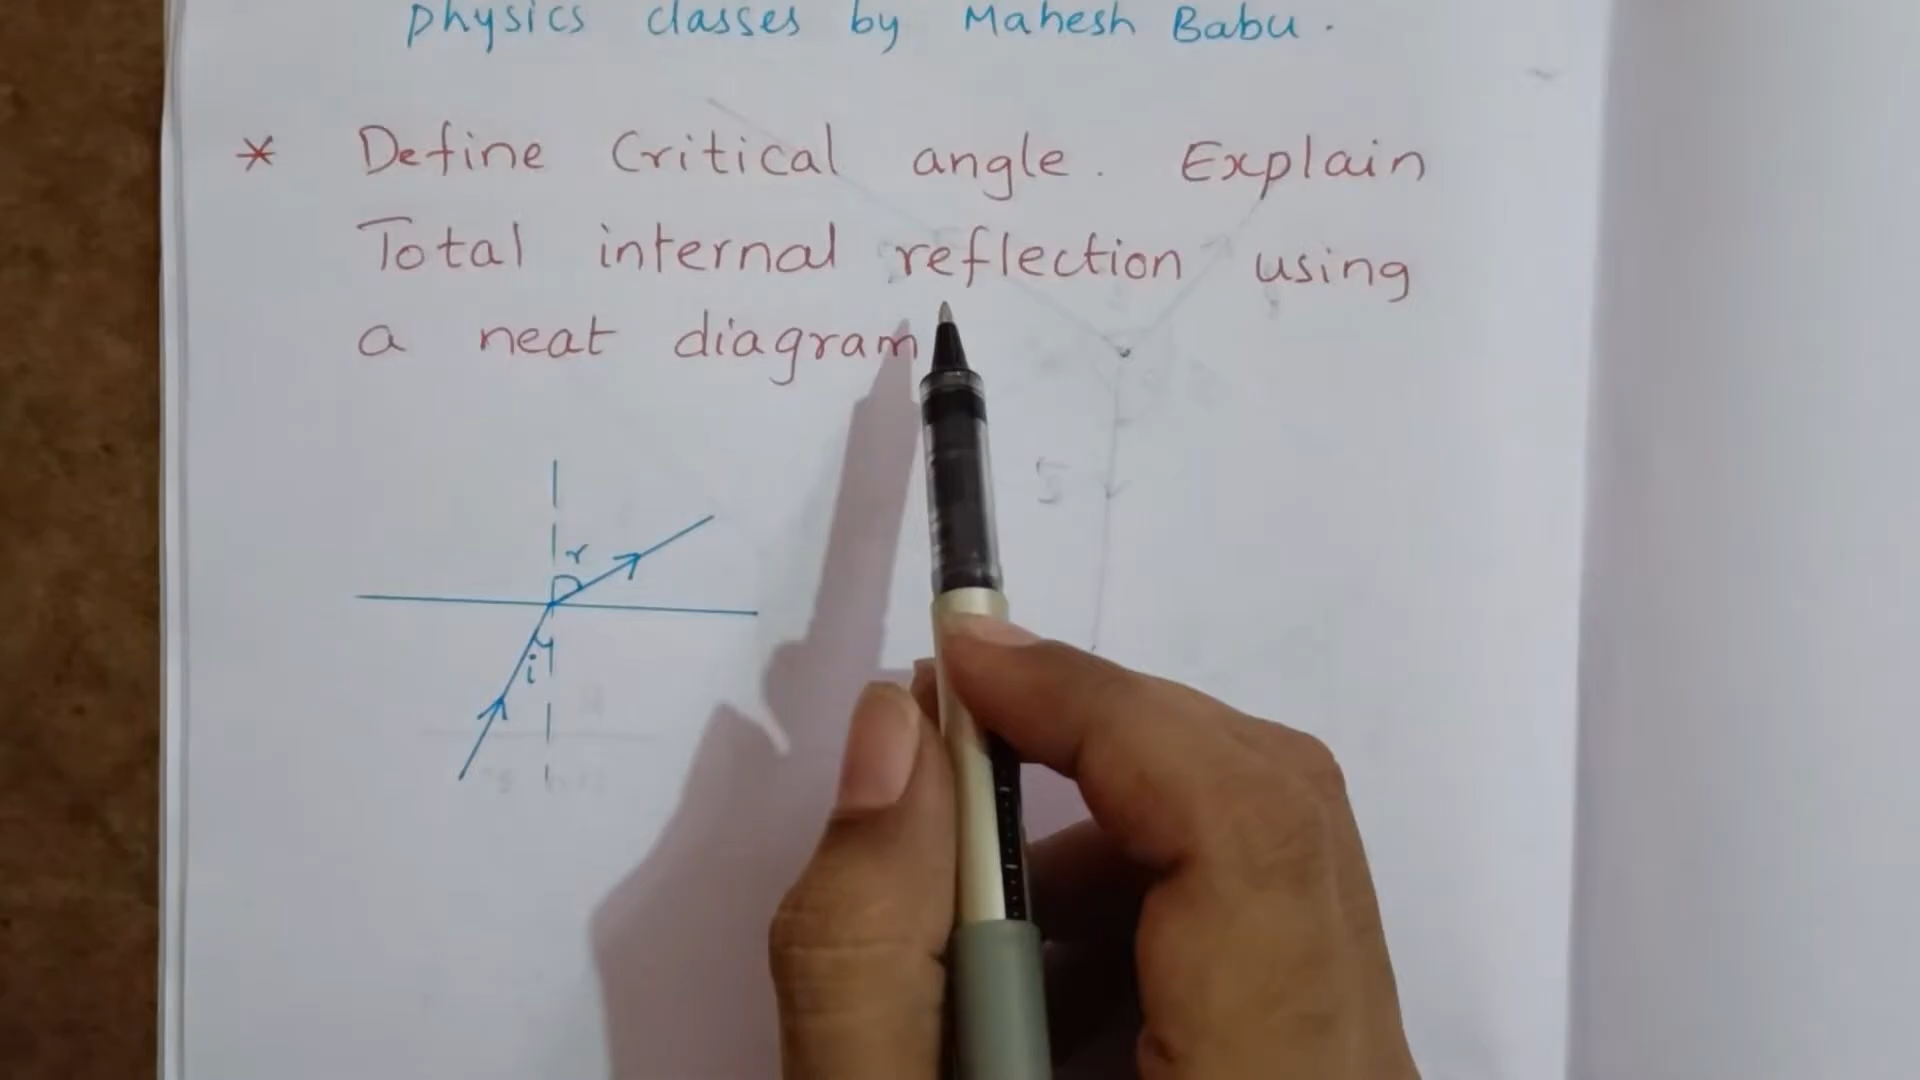 physics classes by Mahesh Babu.
* Define Critical angle. Explain
Total internal reflection using
a neat diagram
r
i